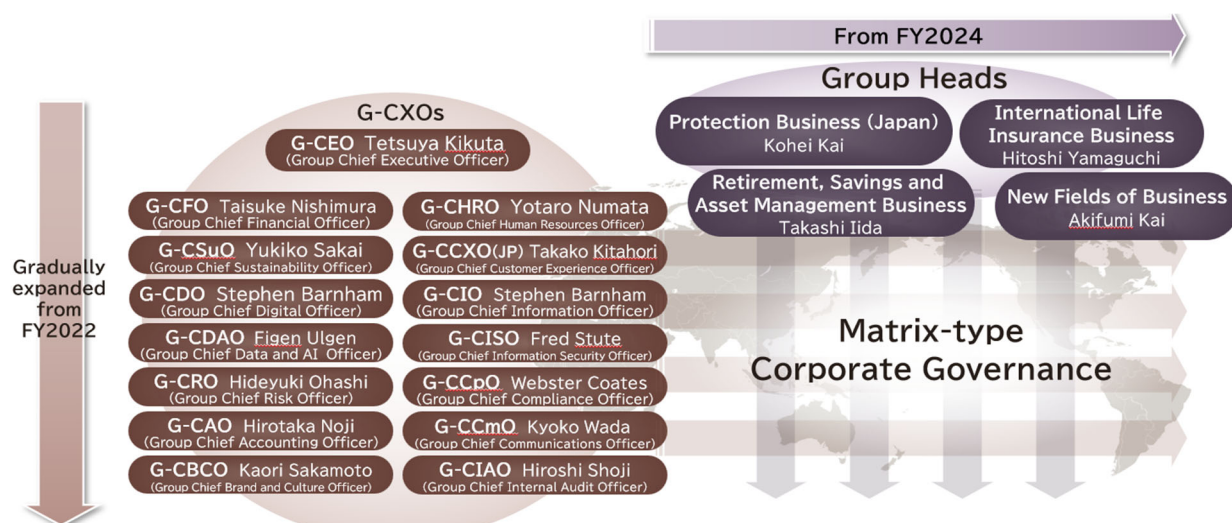 From FY2024
Group Heads
Protection Business (Japan)
Kohei Kai
International Life
Insurance Business
Hitoshi Yamaguchi
Retirement, Savings and
Asset Management Business
Takashi Iida
New Fields of Business
Akifumi Kai
Gradually
expanded
from
FY2022
G-CXOs
G-CEO Tetsuya Kikuta
(Group Chief Executive Officer)
G-CFO Taisuke Nishimura
(Group Chief Financial Officer)
G-CHRO Yotaro Numata
(Group Chief Human Resources Officer)
G-CSuO Yukiko Sakai
(Group Chief Sustainability Officer)
G-CCXO(JP) Takako Kitahori
(Group Chief Customer Experience Officer)
G-CDO Stephen Barnham
(Group Chief Digital Officer)
G-CIO Stephen Barnham
(Group Chief Information Officer)
G-CDAO Figen Ulgen
(Group Chief Data and AI Officer)
G-CISO Fred Stute
(Group Chief Information Security Officer)
G-CRO Hideyuki Ohashi
(Group Chief Risk Officer)
G-CCpO Webster Coates
(Group Chief Compliance Officer)
G-CAO Hirotaka Noji
(Group Chief Accounting Officer)
G-CCmO Kyoko Wada
(Group Chief Communications Officer)
G-CBCO Kaori Sakamoto
(Group Chief Brand and Culture Officer)
G-CIAO Hiroshi Shoji
(Group Chief Internal Audit Officer)
Matrix-type
Corporate Governance